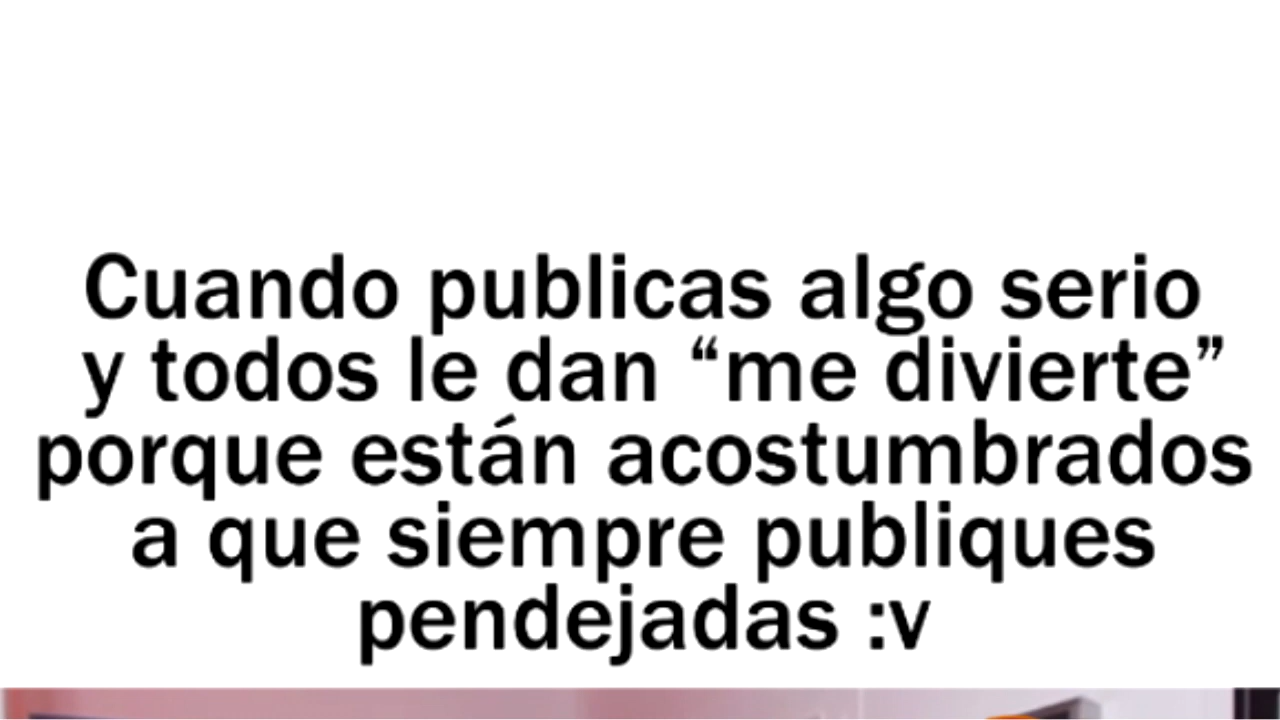 Cuando publicas algo serio
y todos le dan “me divierte”
porque están acostumbrados
a que siempre publiques
pendejadas :v